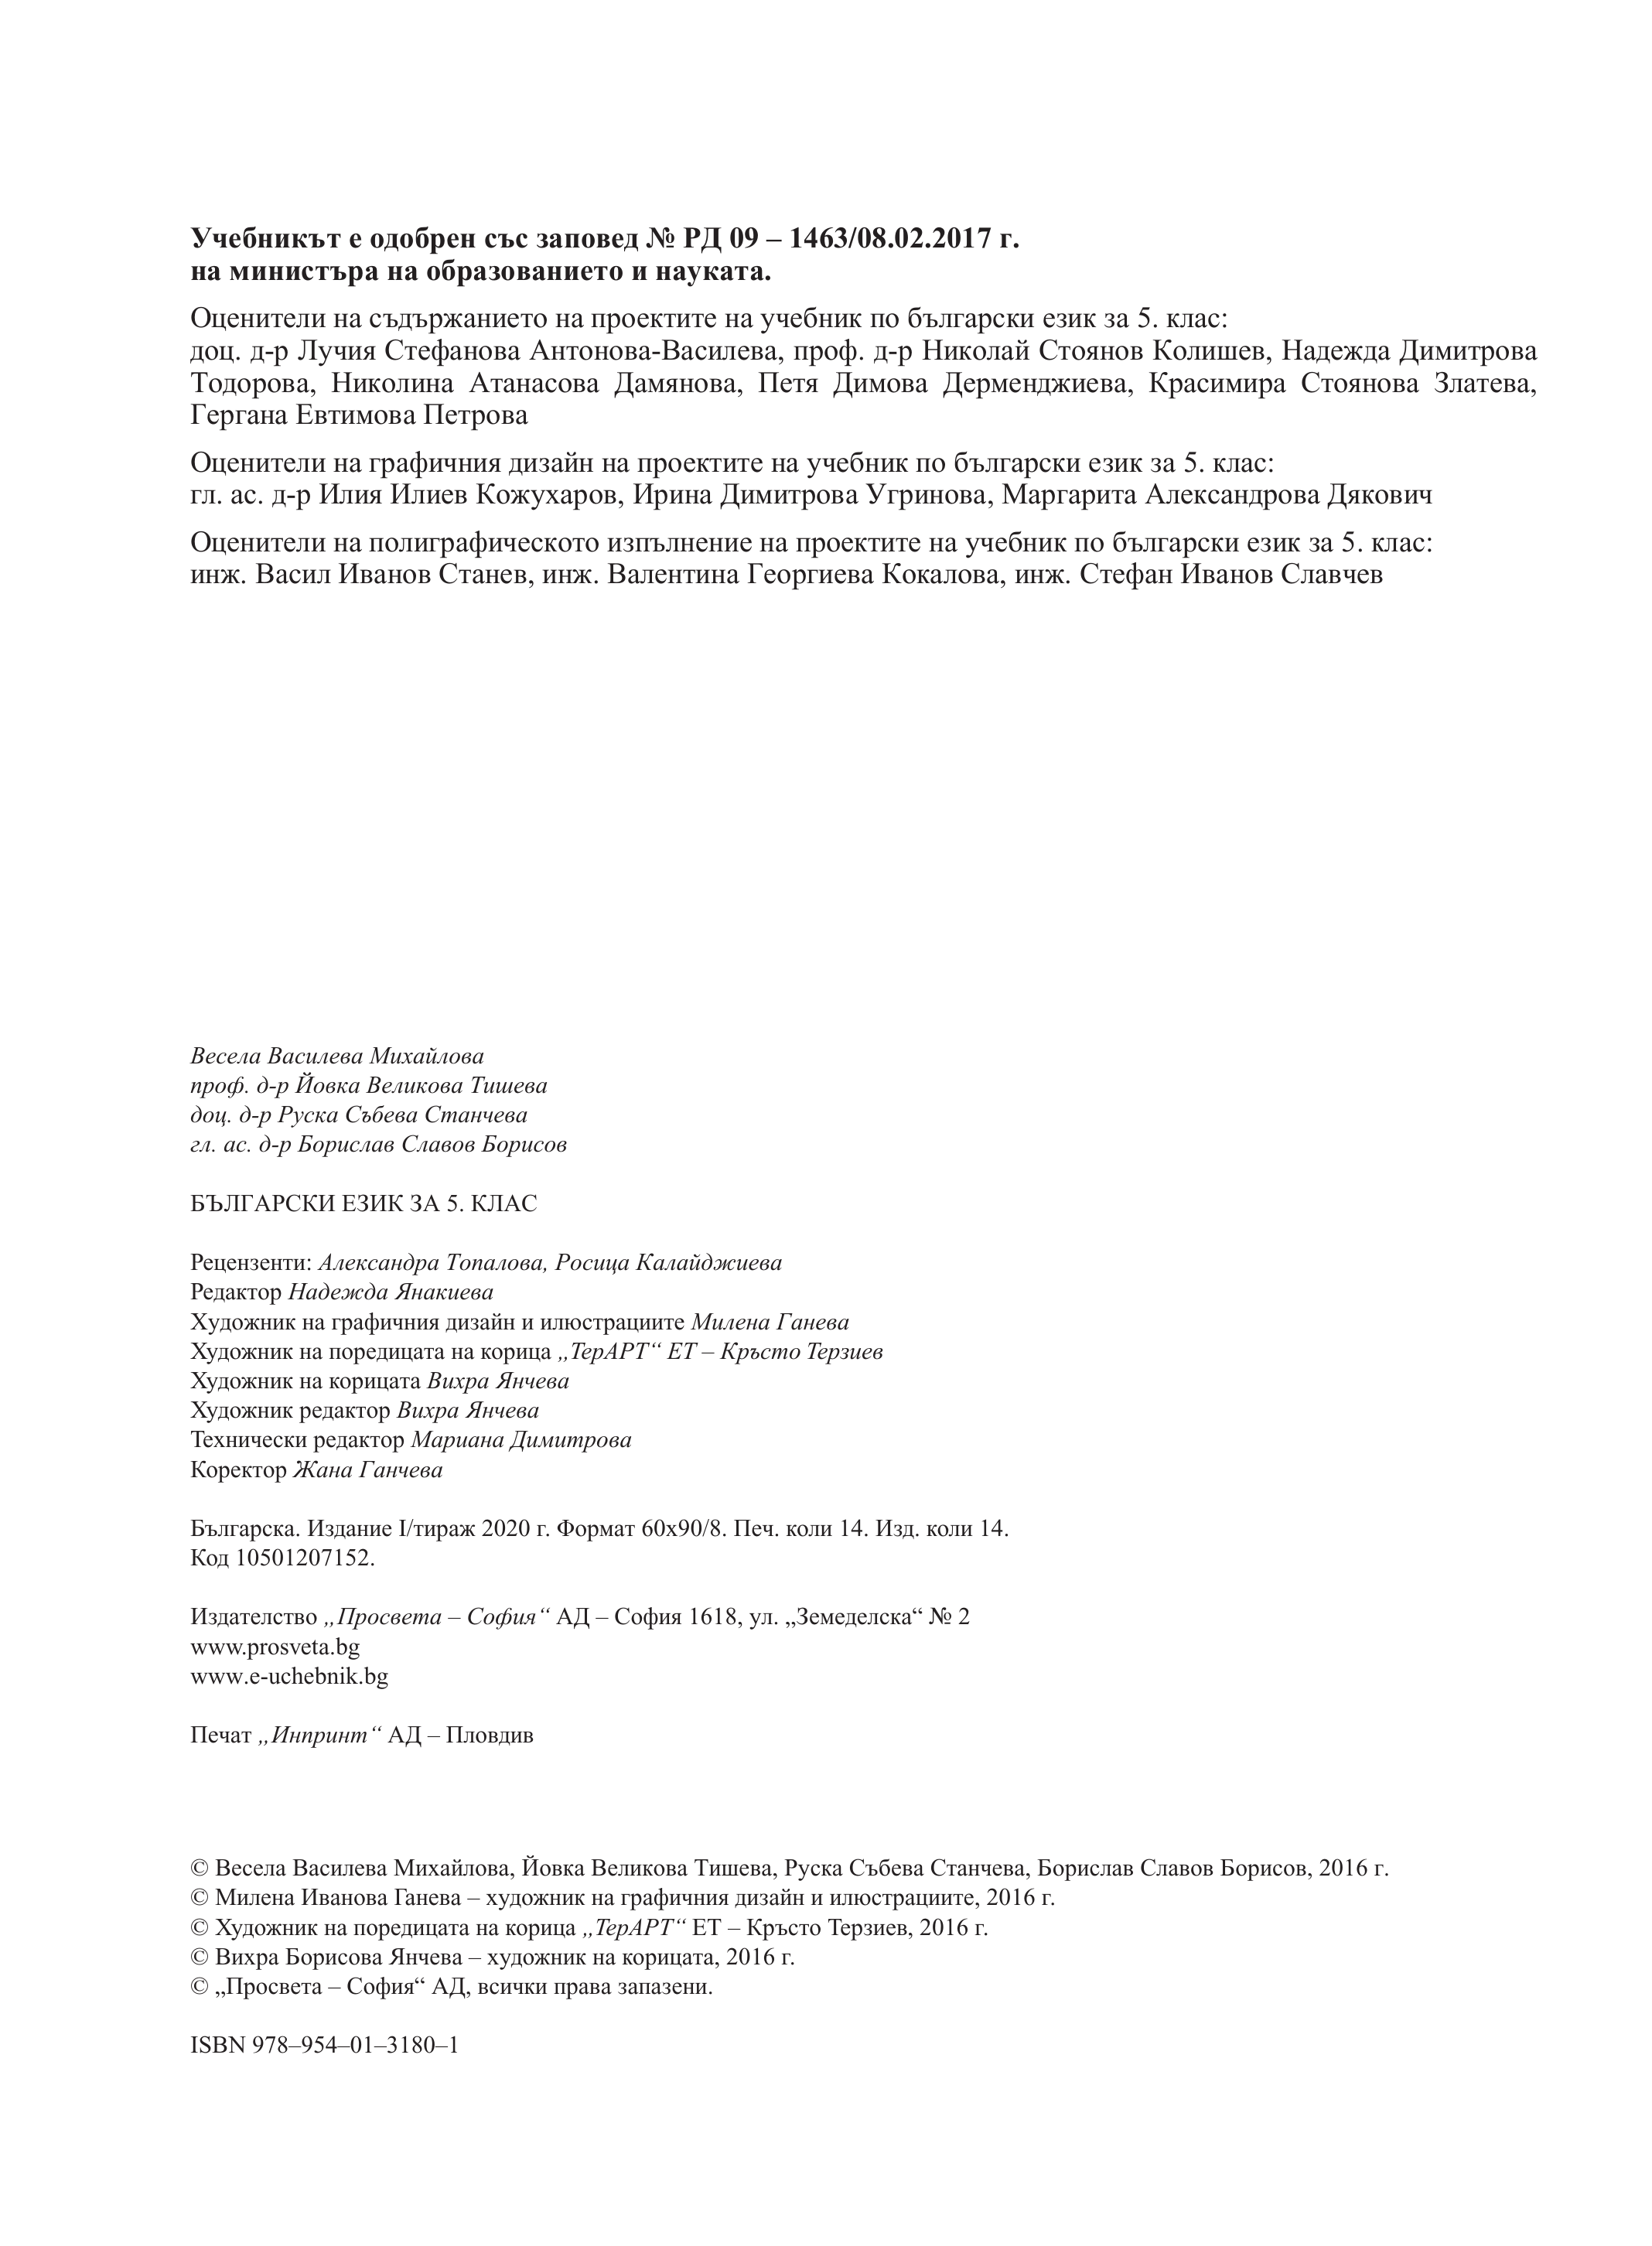 Учебникът е одобрен със заповед № РД 09 – 1463/08.02.2017 г.
на министъра на образованието и науката.
Оценители на съдържанието на проектите на учебник по български език за 5. клас:
доц. д-р Лучия Стефанова Антонова-Василева, проф. д-р Николай Стоянов Колишев, Надежда Димитрова
Тодорова, Николина Атанасова Дамянова, Петя Димова Дерменджиева, Красимира Стоянова Златева,
Гергана Евтимова Петрова
Оценители на графичния дизайн на проектите на учебник по български език за 5. клас:
гл. ас. д-р Илия Илиев Кожухаров, Ирина Димитрова Угринова, Маргарита Александрова Дякович
Оценители на полиграфическото изпълнение на проектите на учебник по български език за 5. клас:
инж. Васил Иванов Станев, инж. Валентина Георгиева Кокалова, инж. Стефан Иванов Славчев
Весела Василева Михайлова
проф. д-р Йовка Великова Тишева
доц. д-р Руска Събева Станчева
гл. ас. д-р Борислав Славов Борисов
БЪЛГАРСКИ ЕЗИК ЗА 5. КЛАС
Рецензенти: Александра Топалова, Росица Калайджиева
Редактор Надежда Янакиева
Художник на графичния дизайн и илюстрациите Милена Ганева
Художник на поредицата на корица „ТерАРТ“ ЕТ – Кръсто Терзиев
Художник на корицата Вихра Янчева
Художник редактор Вихра Янчева
Технически редактор Мариана Димитрова
Коректор Жана Ганчева
Българска. Издание I/тираж 2020 г. Формат 60х90/8. Печ. коли 14. Изд. коли 14.
Код 10501207152.
Издателство „Просвета – София“ АД – София 1618, ул. „Земеделска“ № 2
www.prosveta.bg
www.e-uchebnik.bg
Печат „Инпринт“ АД – Пловдив
© Весела Василева Михайлова, Йовка Великова Тишева, Руска Събева Станчева, Борислав Славов Борисов, 2016 г.
© Милена Иванова Ганева – художник на графичния дизайн и илюстрациите, 2016 г.
© Художник на поредицата на корица „ТерАРТ“ ЕТ – Кръсто Терзиев, 2016 г.
© Вихра Борисова Янчева – художник на корицата, 2016 г.
© „Просвета – София“ АД, всички права запазени.
ISBN 978–954–01–3180–1